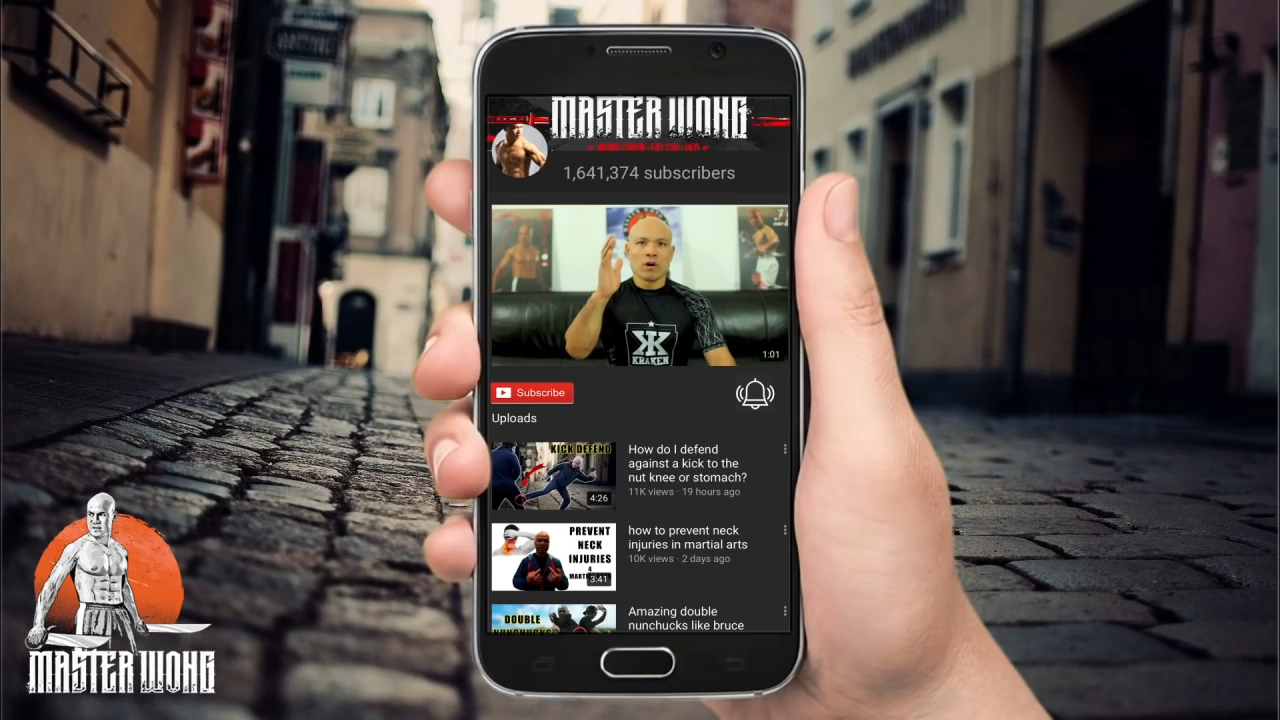 MASTER WONG
1,641,374 subscribers
KRAKEN
1:01
Subscribe
Uploads
KICK DEFEND
4:26
How do I defend
against a kick to the
nut knee or stomach?
11K views · 19 hours ago
PREVENT
NECK
INJURIES
4
3:41
how to prevent neck
injuries in martial arts
10K views · 2 days ago
DOUBLE
Amazing double
nunchucks like bruce
MASTER WONG